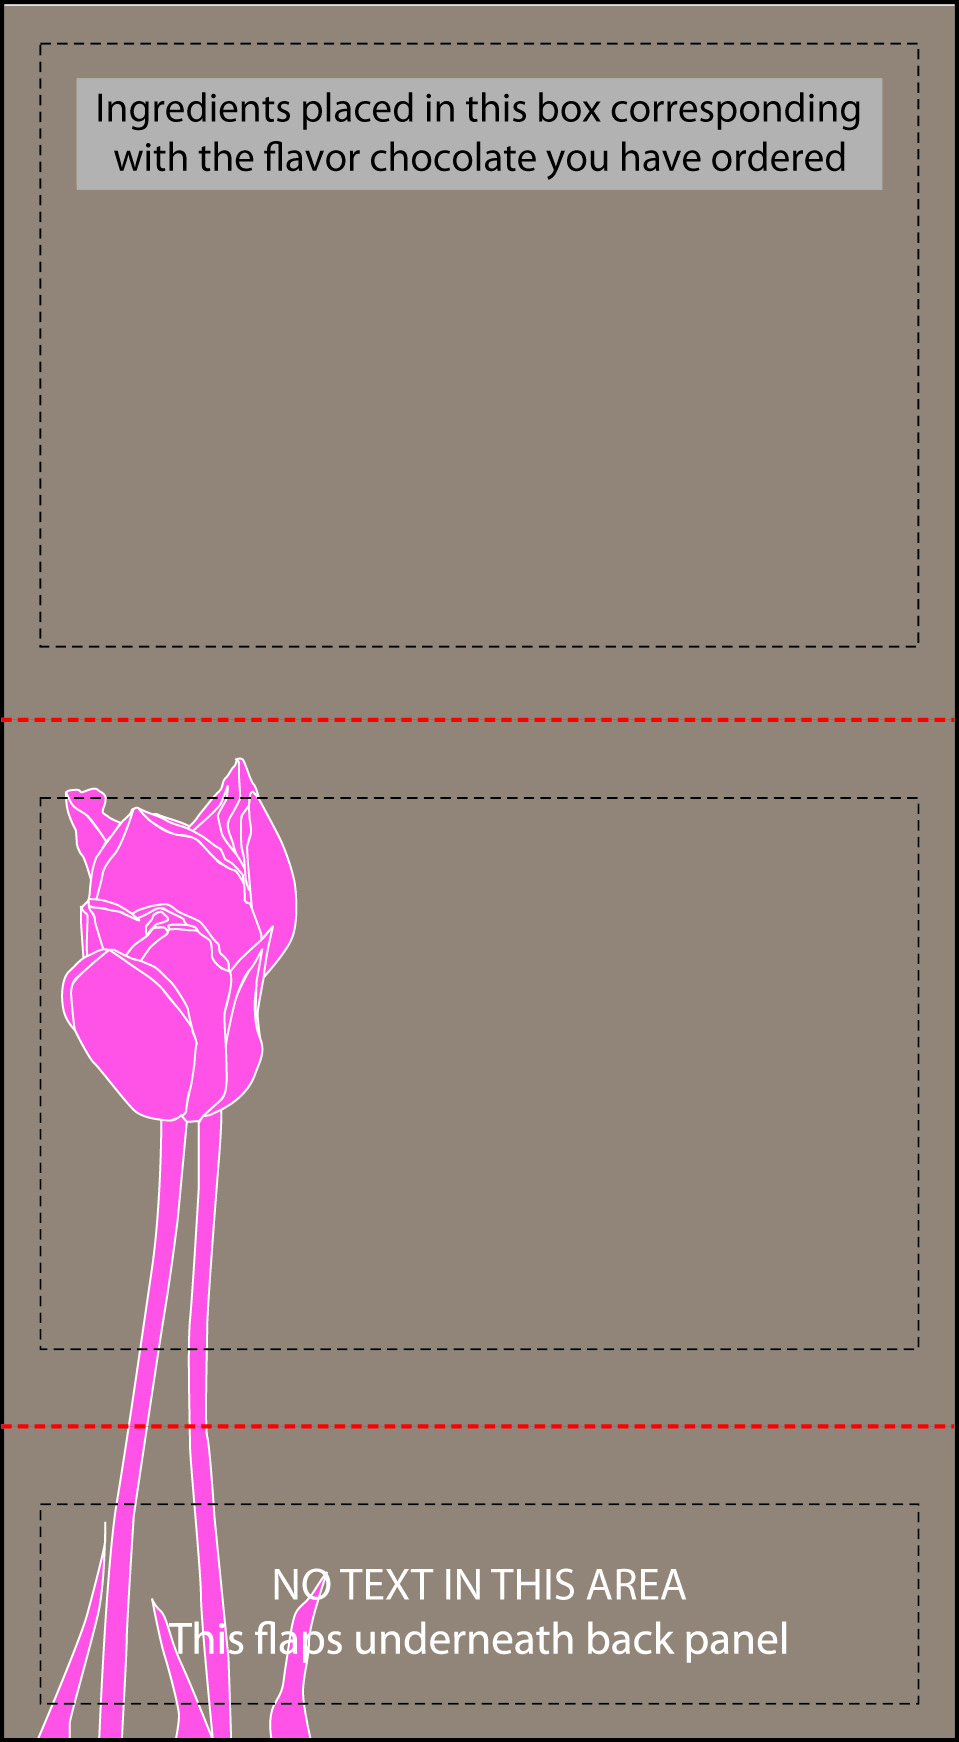 Ingredients placed in this box corresponding
with the flavor chocolate you have ordered
NO TEXT IN THIS AREA
This flaps underneath back panel